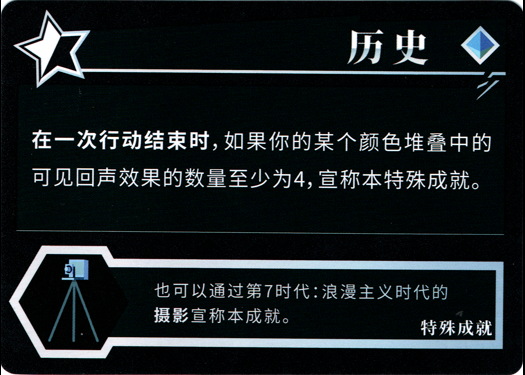 历史
在一次行动结束时，如果你的某个颜色堆叠中的
可见回声效果的数量至少为4，宣称本特殊成就。
也可以通过第7时代：浪漫主义时代的
摄影宣称本成就。
特殊成就